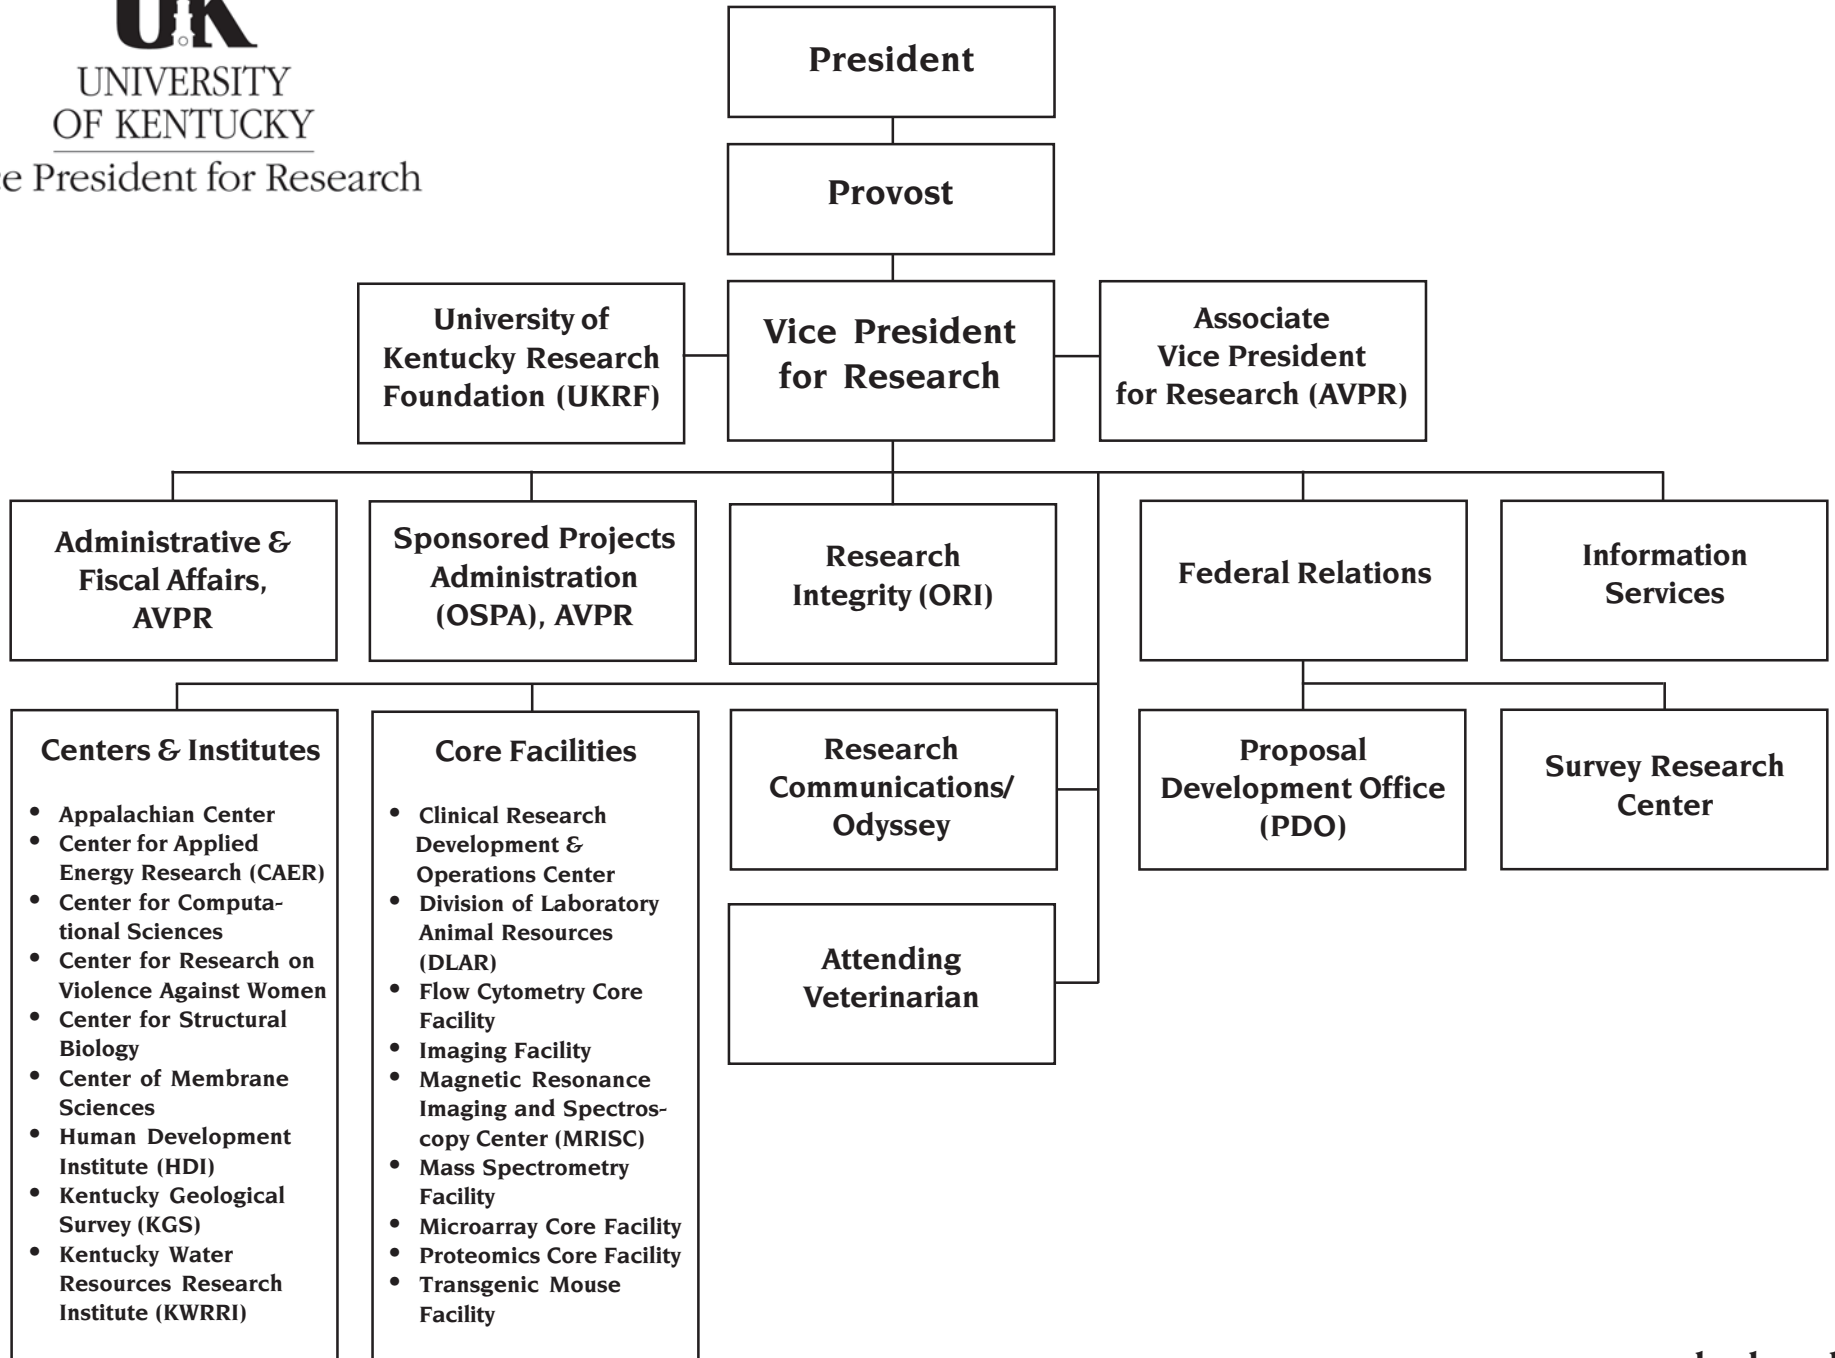 UK
UNIVERSITY
OF KENTUCKY
President for Research
President
Provost
University of
Kentucky Research
Foundation (UKRF)
Vice President
for Research
Associate
Vice President
for Research (AVPR)
Administrative &
Fiscal Affairs,
AVPR
Sponsored Projects
Administration
(OSPA), AVPR
Research
Integrity (ORI)
Federal Relations
Information
Services
Centers & Institutes
• Appalachian Center
• Center for Applied
Energy Research (CAER)
• Center for Computa-
tional Sciences
• Center for Research on
Violence Against Women
• Center for Structural
Biology
• Center of Membrane
Sciences
• Human Development
Institute (HDI)
• Kentucky Geological
Survey (KGS)
• Kentucky Water
Resources Research
Institute (KWRRI)
Core Facilities
• Clinical Research
Development &
Operations Center
• Division of Laboratory
Animal Resources
(DLAR)
• Flow Cytometry Core
Facility
• Imaging Facility
• Magnetic Resonance
Imaging and Spectros-
copy Center (MRISC)
• Mass Spectrometry
Facility
• Microarray Core Facility
• Proteomics Core Facility
• Transgenic Mouse
Facility
Research
Communications/
Odyssey
Attending
Veterinarian
Proposal
Development Office
(PDO)
Survey Research
Center